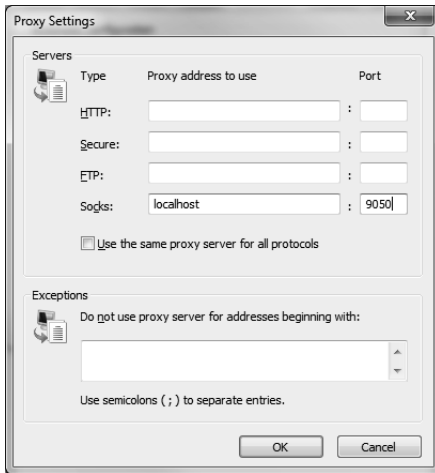 Proxy Settings
Servers
Type Proxy address to use Port
HTTP: :
Secure: :
FTP: :
Socks: localhost : 9050
Use the same proxy server for all protocols
Exceptions
Do not use proxy server for addresses beginning with:
Use semicolons ( ; ) to separate entries.
OK Cancel